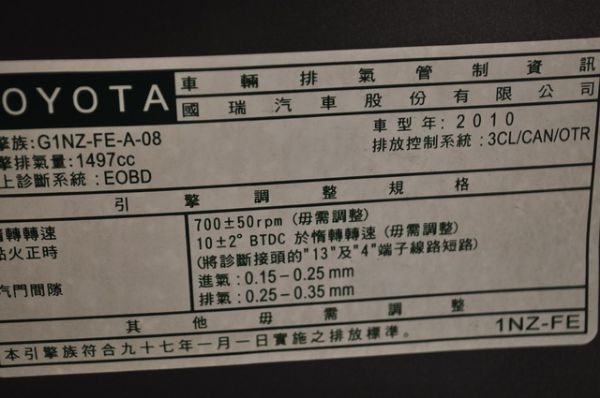 OYOTA
車輛排氣管制資訊
國瑞汽車股份有限公司
擎族:G1NZ-FE-A-08
車型年:2010
擎排氣量:1497cc
排放控制系統:3CL/CAN/OTR
上診斷系統:EOBD
引擎調整規格
惰轉轉速
700±50rpm (毋需調整)
點火正時
10±2° BTDC 於惰轉轉速 (毋需調整)
(將診斷接頭的"13"及"4"端子線路短路)
汽門間隙
進氣:0.15-0.25mm
排氣:0.25-0.35mm
其他毋需調整
本引擎族符合九十七年一月一日實施之排放標準。
1NZ-FE